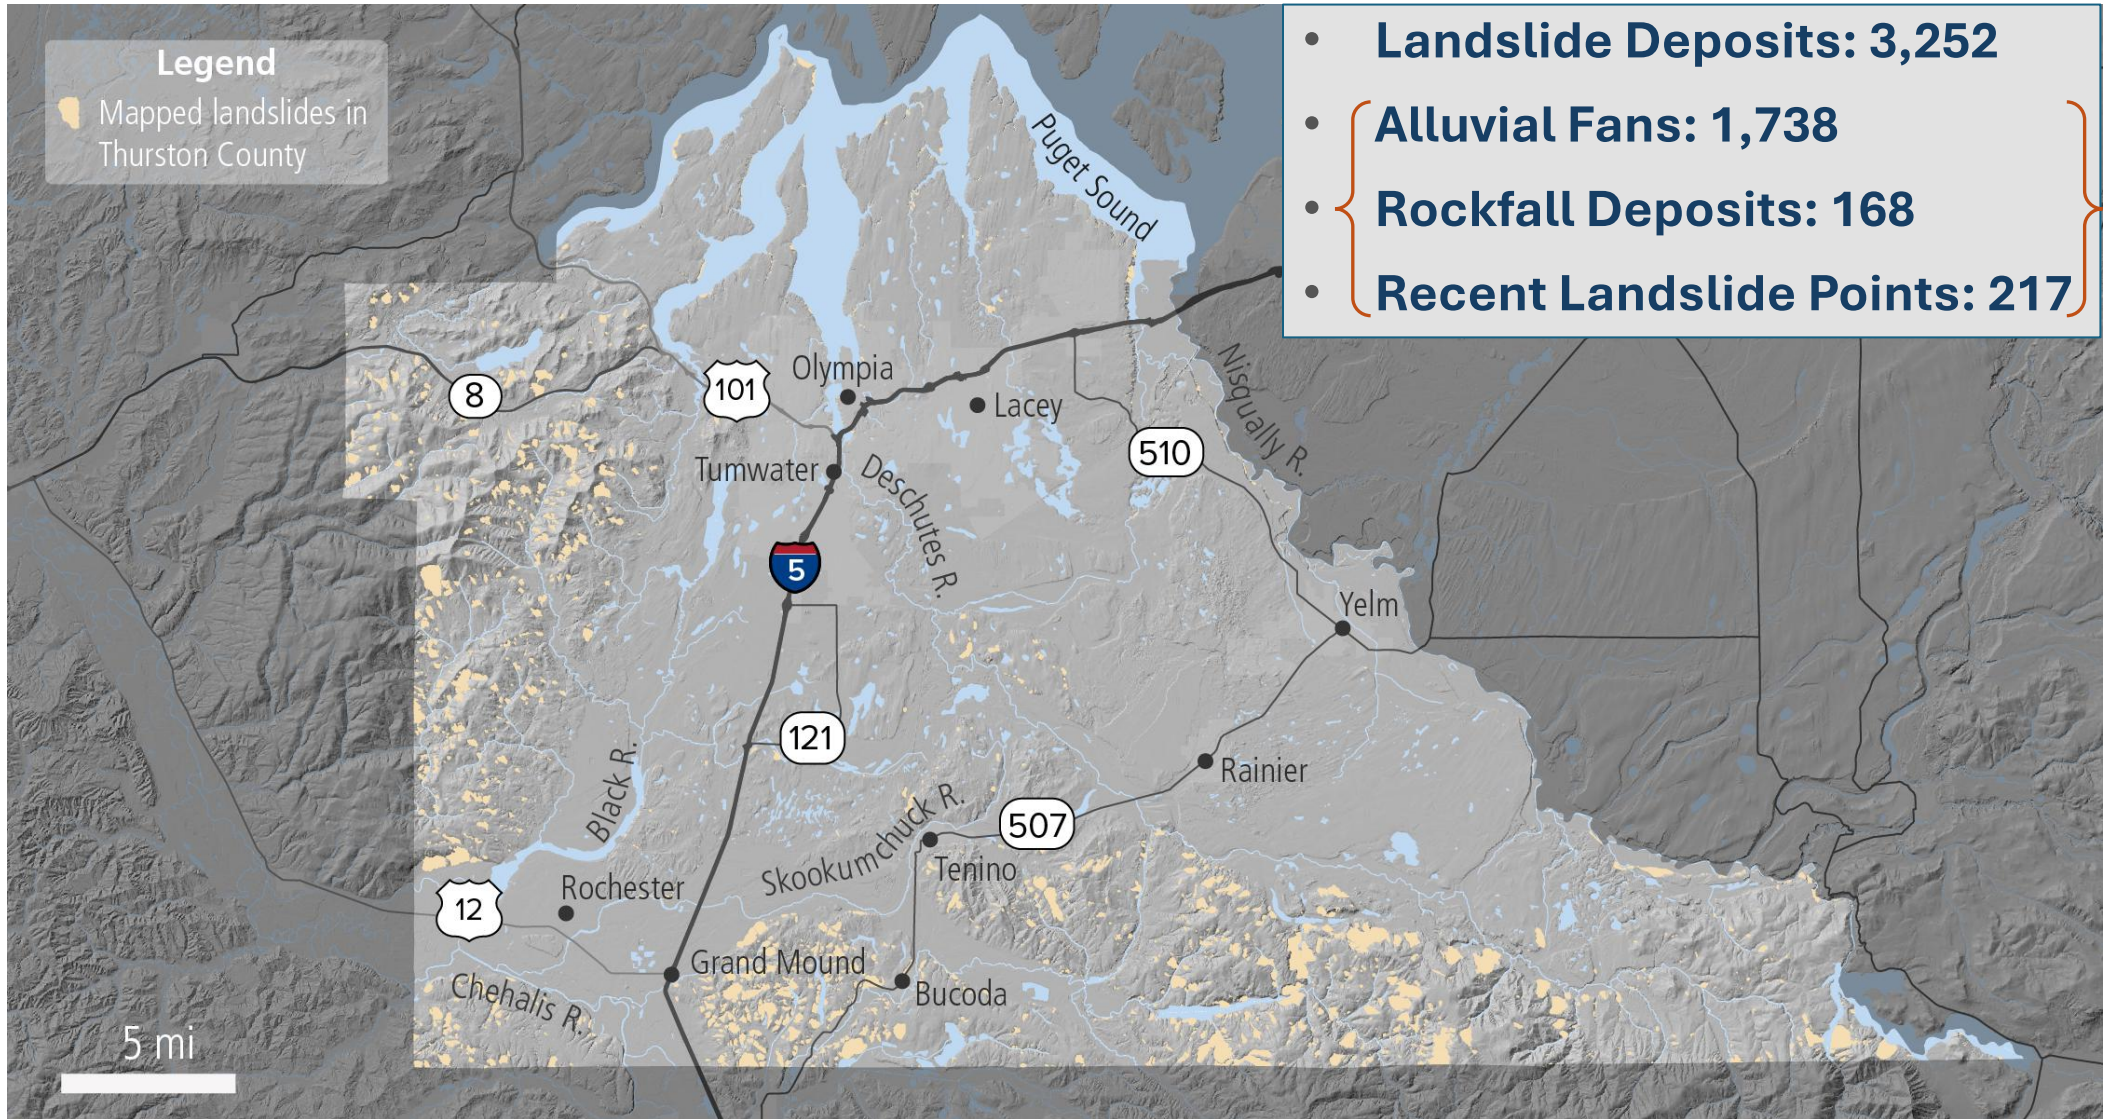 Legend
Mapped landslides in
Thurston County
• Landslide Deposits: 3,252
• Alluvial Fans: 1,738
• Rockfall Deposits: 168
• Recent Landslide Points: 217
Puget Sound
8
101
Olympia
Lacey
Nisqually R.
510
Tumwater
Deschutes R.
5
Yelm
121
Black R.
Rainier
Skookumchuck R.
507
Tenino
12
Rochester
Grand Mound
Chehalis R.
Bucoda
5 mi